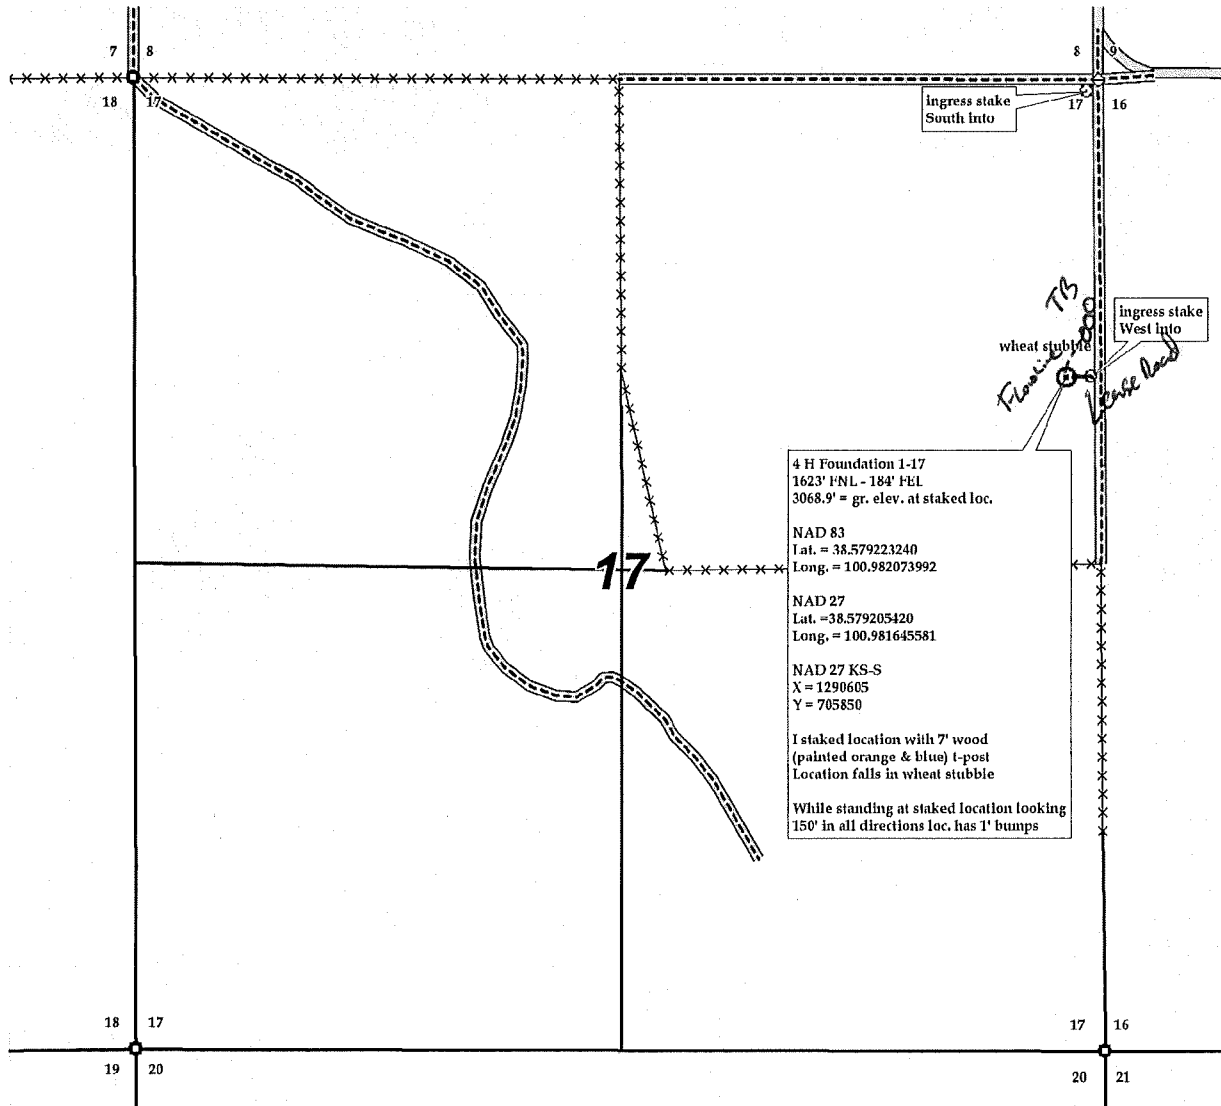 7 8
8 9
18 17
17 16
ingress stake
South into
TB
ingress stake
West into
wheat stubble
Flowline
Lease Road
4 H Foundation 1-17
1623' FNL - 184' FEL
3068.9' = gr. elev. at staked loc.
NAD 83
Lat. = 38.579223240
Long. = 100.982073992
17
NAD 27
Lat. =38.579205420
Long. = 100.981645581
NAD 27 KS-S
X = 1290605
Y = 705850
I staked location with 7' wood
(painted orange & blue) t-post
Location falls in wheat stubble
While standing at staked location looking
150' in all directions loc. has 1' bumps
18 17
17 16
19 20
20 21